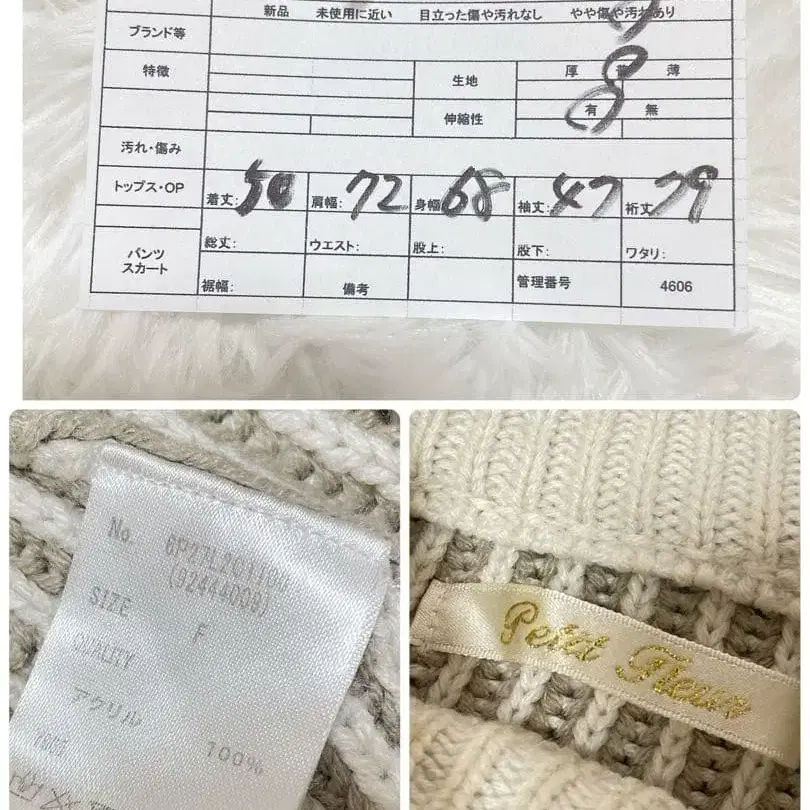 新品 未使用に近い 目立った傷や汚れなし やや傷や汚れあり
ブランド等
特徴 生地 厚 普 薄
伸縮性 有 無
汚れ・傷み
トップス・OP 着丈: 50 肩幅: 72 身幅: 68 袖丈: 47 裄丈 79
パンツ スカート 総丈: ウエスト: 股上: 股下: ワタリ:
裾幅: 備考 管理番号 4606
No.
(92444009)
SIZE F
QUALITY
アクリル 100%
Petit Fleur